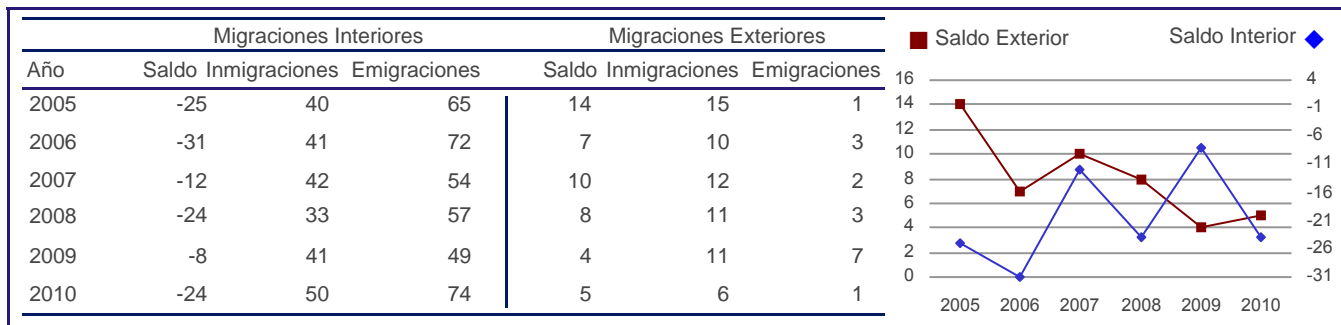 Migraciones Interiores Migraciones Exteriores
Año Saldo Inmigraciones Emigraciones Saldo Inmigraciones Emigraciones
2005 -25 40 65 14 15 1
2006 -31 41 72 7 10 3
2007 -12 42 54 10 12 2
2008 -24 33 57 8 11 3
2009 -8 41 49 4 11 7
2010 -24 50 74 5 6 1
Saldo Exterior Saldo Interior
16 4
14 -1
12 -6
10 -11
8 -16
6
4 -21
2 -26
0 -31
2005 2006 2007 2008 2009 2010